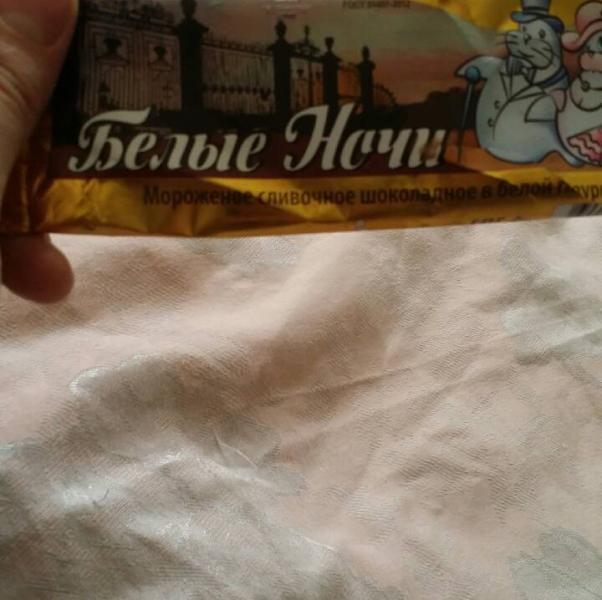 Белые Ночи
Мороженое сливочное шоколадное в белой